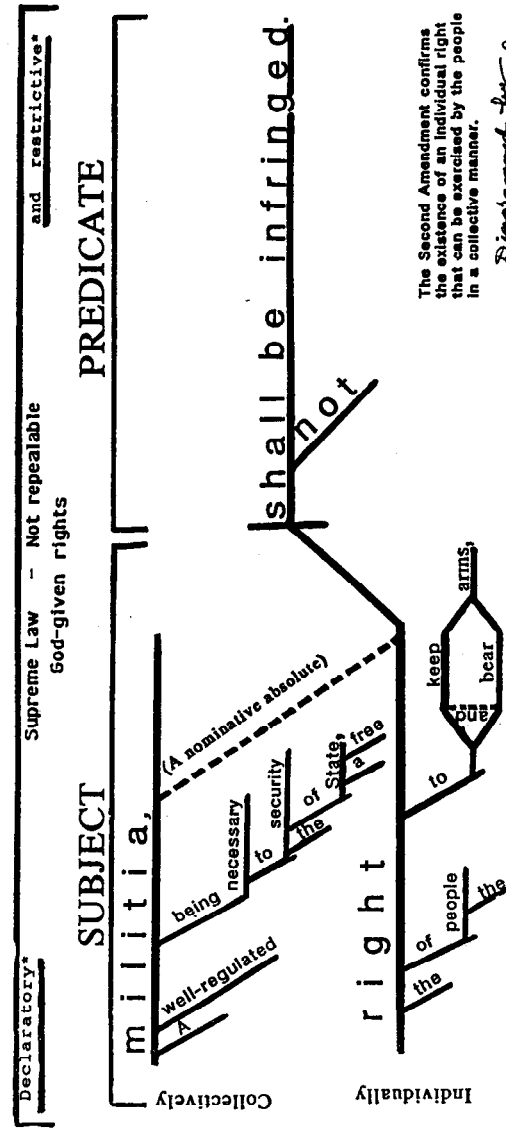 Declaratory*
Supreme Law - Not repealable
and restrictive*
God-given rights
SUBJECT
PREDICATE
Collectively
militia,
A
well-regulated
being
necessary
to
the
security
of
a
free
State,
(A nominative absolute)
shall be infringed.
not
Individually
right
the
of
the
people
to
keep
and
bear
arms,
The Second Amendment confirms
the existence of an individual right
that can be exercised by the people
in a collective manner.